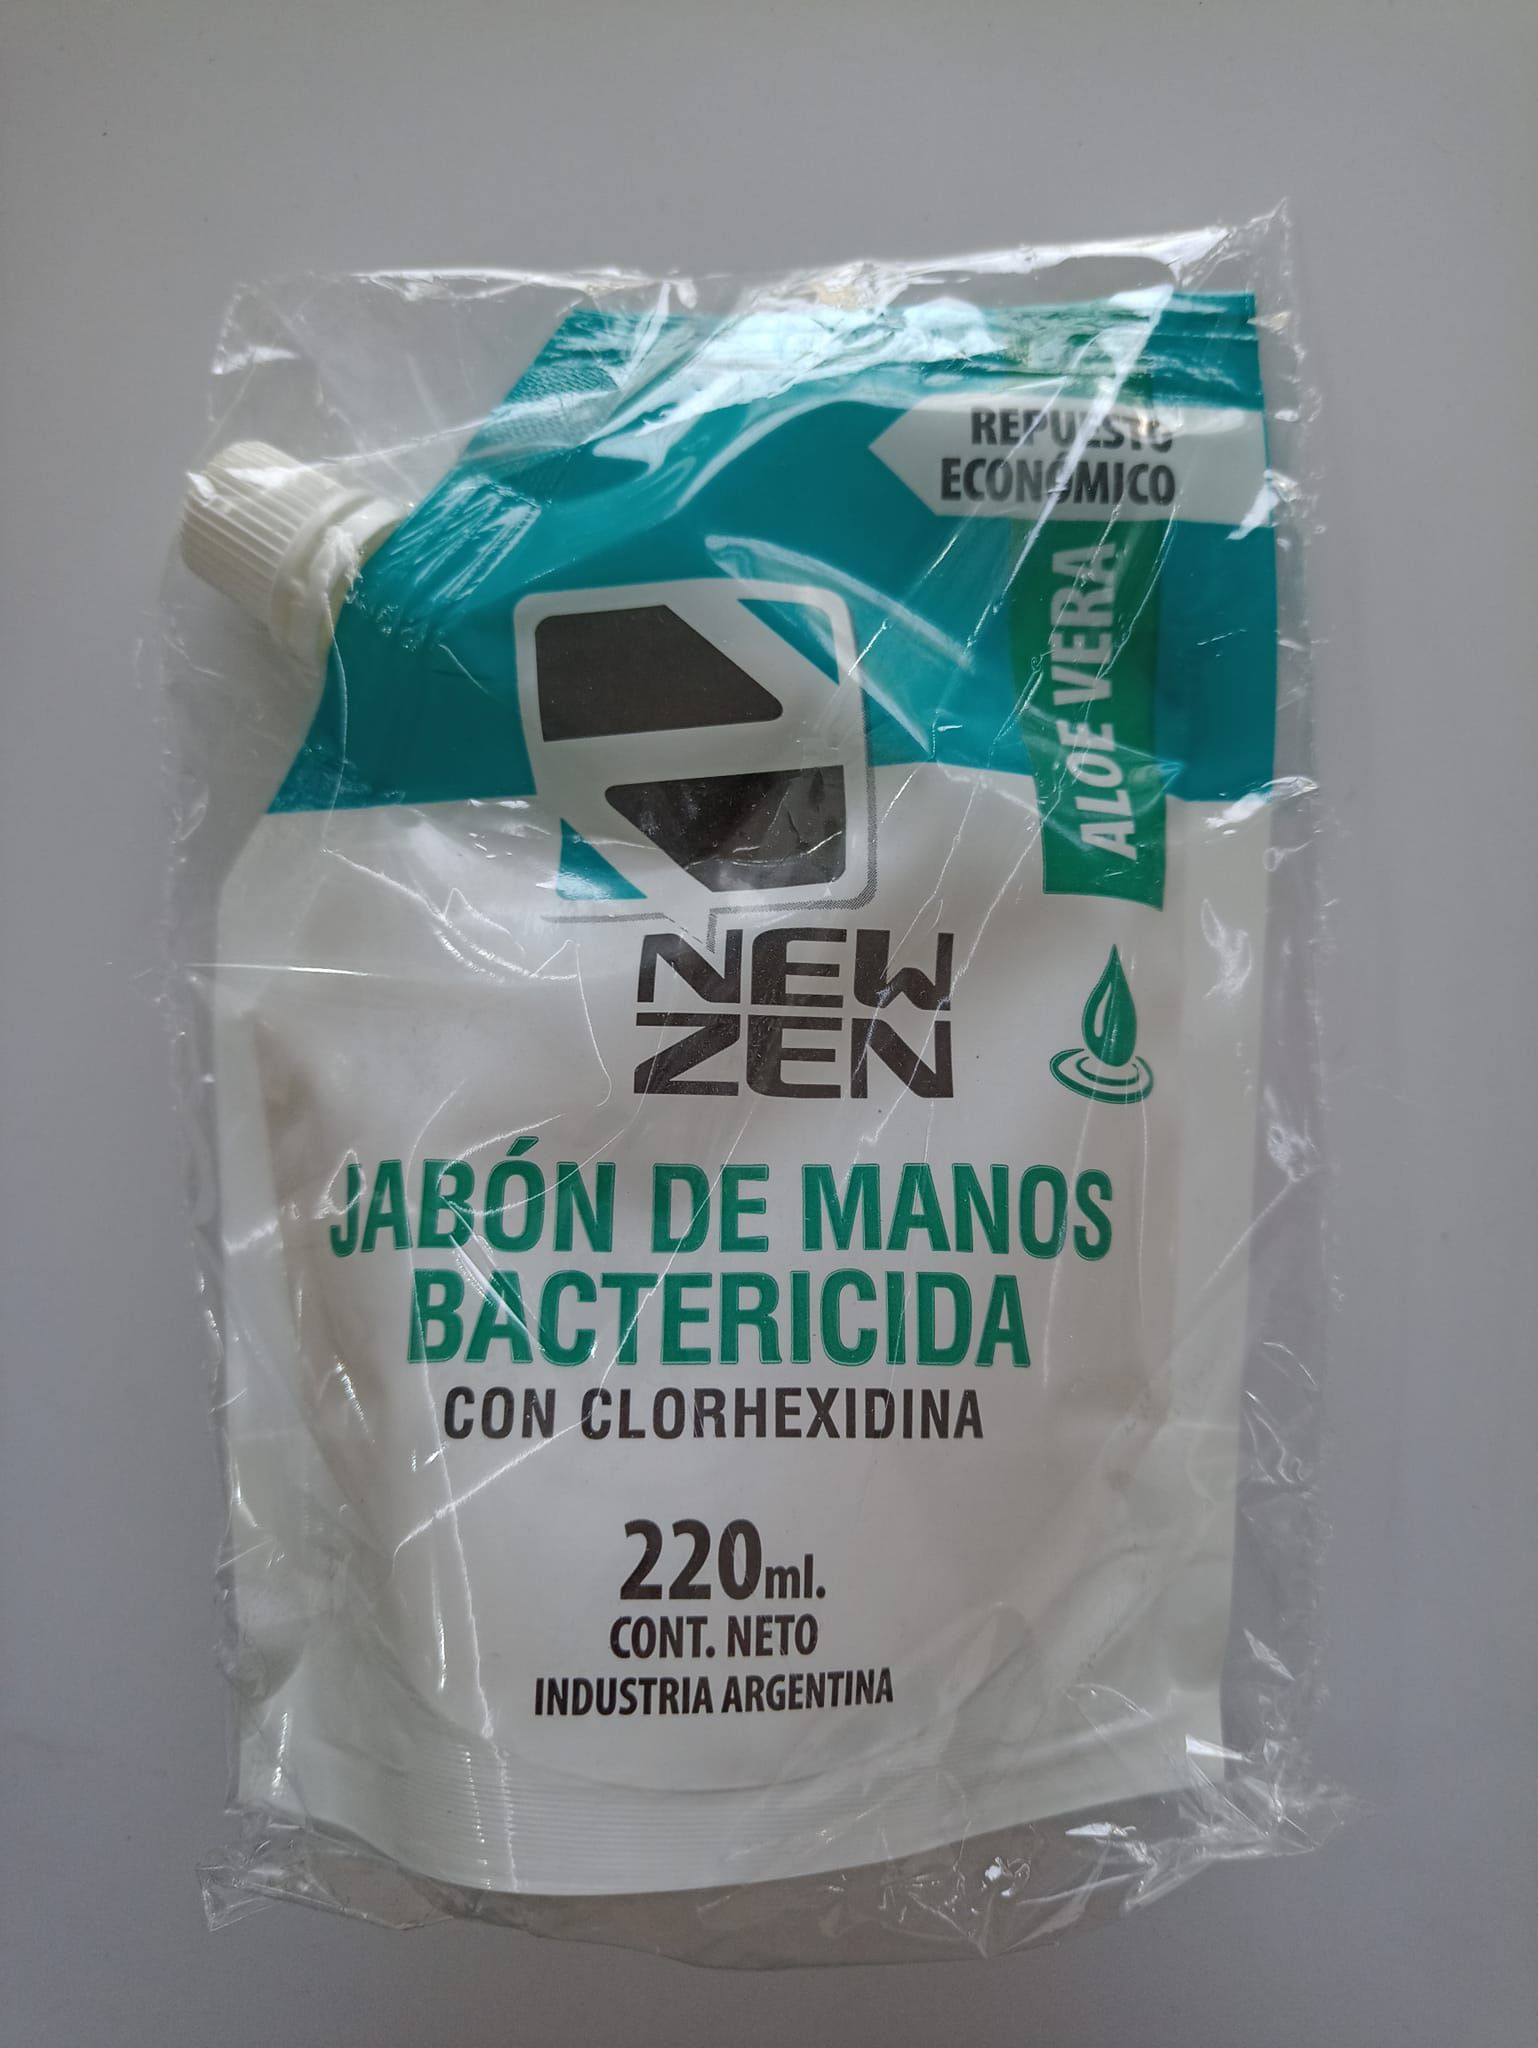 REPUESTO
ECONÓMICO
ALOE VERA
NEW
ZEN
JABÓN DE MANOS
BACTERICIDA
CON CLORHEXIDINA
220ml.
CONT. NETO
INDUSTRIA ARGENTINA